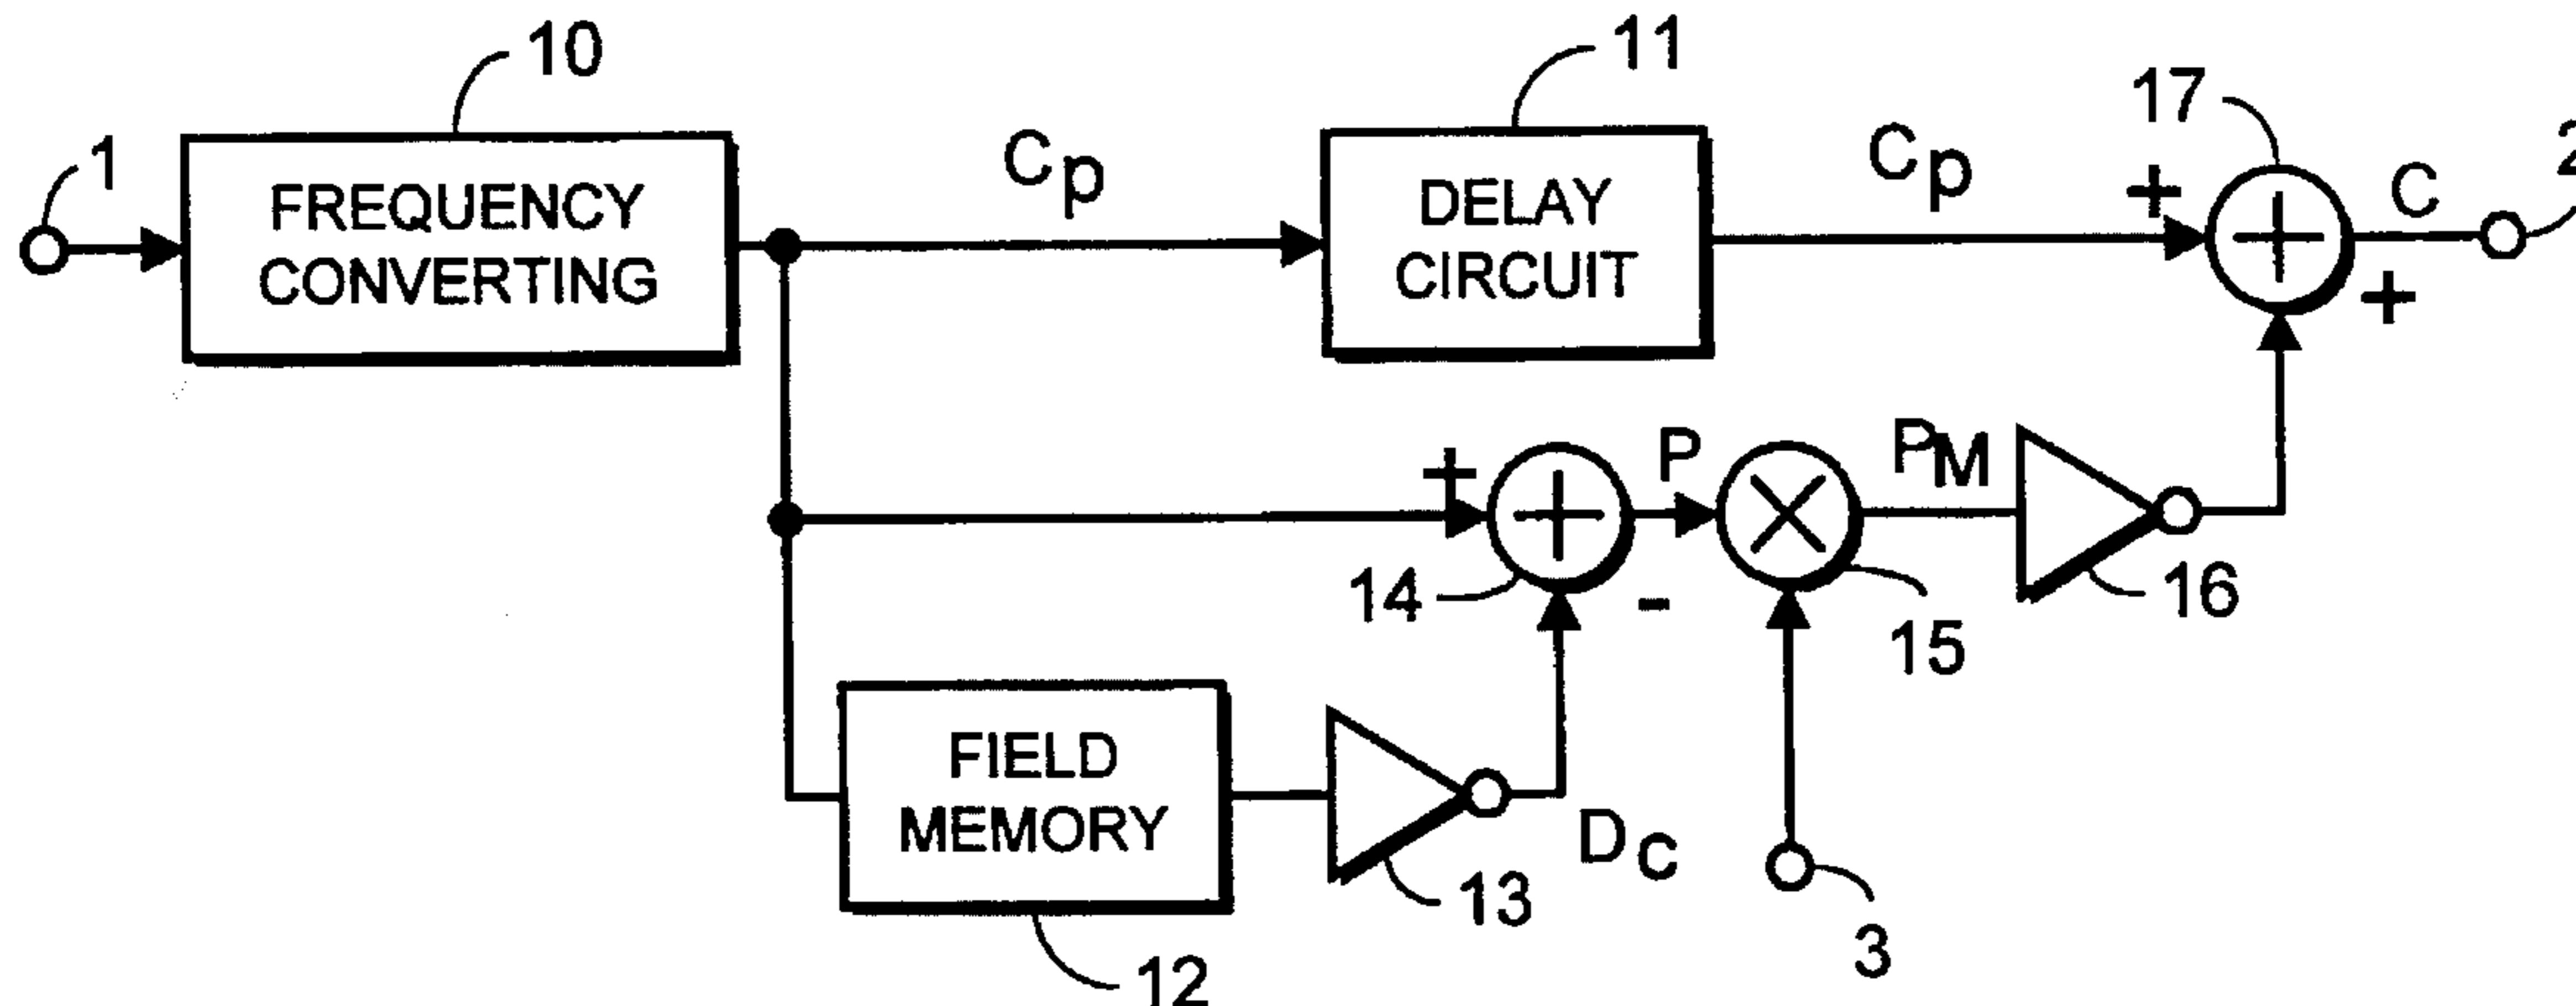 10
11
17
1
Cp
Cp
C
2
FREQUENCY
CONVERTING
DELAY
CIRCUIT
+
+
+
P
PM
14
-
15
16
FIELD
MEMORY
DC
13
12
3